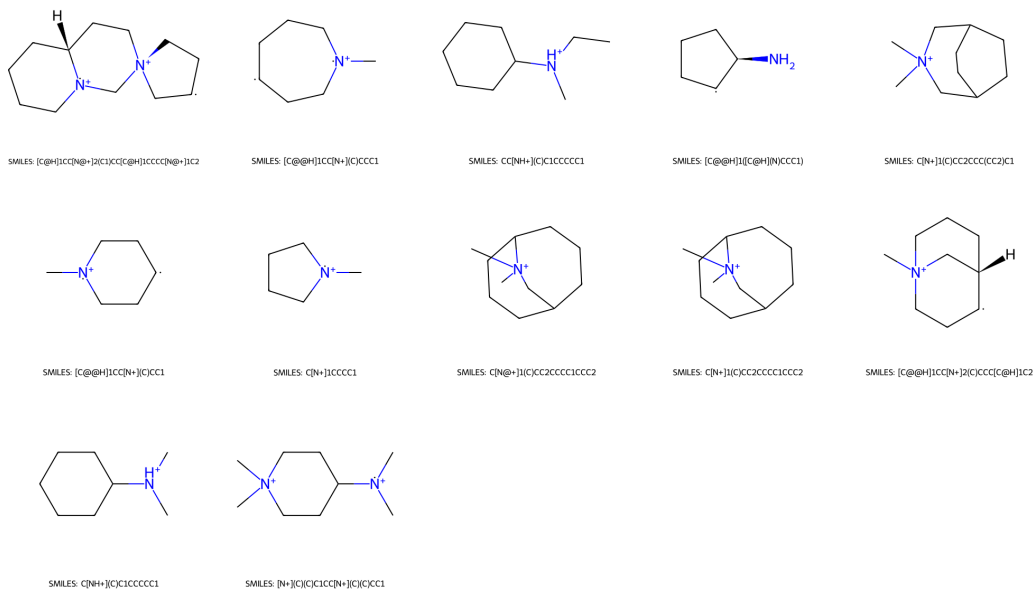 H
N+
N+
N+
H+
N
NH2
N+
SMILES: [C@H]1CC[N@+]2(C1)CC[C@H]1CCCC[N@+]1C2
SMILES: [C@@H]1CC[N+](C)CCC1
SMILES: CC[NH+](C)C1CCCCC1
SMILES: [C@@H]1([C@H](N)CCC1)
SMILES: C[N+]1(C)CC2CCC(CC2)C1
N+
N+
N+
N+
N+
H
SMILES: [C@@H]1CC[N+](C)CC1
SMILES: C[N+]1CCCC1
SMILES: C[N@+]1(C)CC2CCCC1CCC2
SMILES: C[N+]1(C)CC2CCCC1CCC2
SMILES: [C@@H]1CC[N+]2(C)CCC[C@H]1C2
H+
N
N+
N+
SMILES: C[NH+](C)C1CCCCC1
SMILES: [N+](C)(C)C1CC[N+](C)(C)CC1